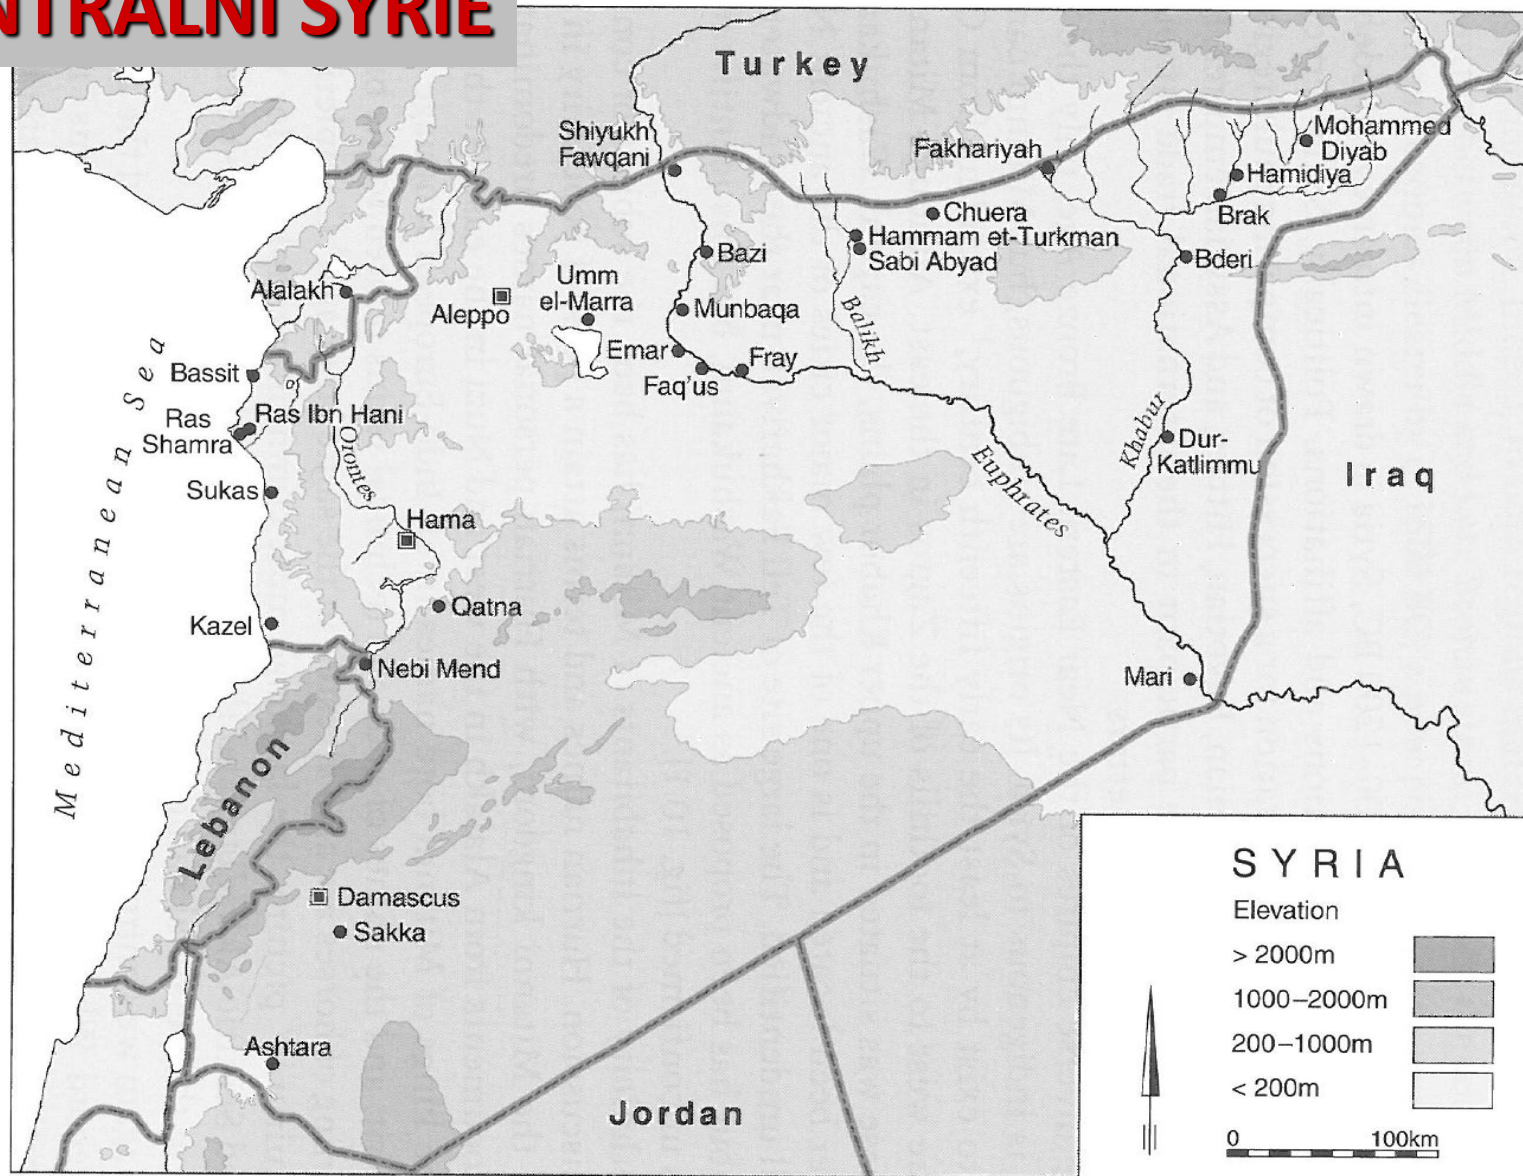 NTRÁLNÍ SYRIE
Turkey
Shiyukh
Fawqani
Fakhariyah
Mohammed
Diyab
Hamidiya
Brak
Chuera
Hammam et-Turkman
Sabi Abyad
Bazi
Bderi
Umm
el-Marra
Alalakh
Aleppo
Munbaqa
Balikh
Emar
Fray
Faq'us
Bassit
Ras Ibn Hani
Ras
Shamra
Orontes
Khabur
Dur-
Katlimmu
Iraq
Euphrates
Sukas
Hama
Mediterranean Sea
Qatna
Kazel
Nebi Mend
Mari
Lebanon
Damascus
Sakka
Ashtara
Jordan
SYRIA
Elevation
> 2000m
1000–2000m
200–1000m
< 200m
0 100km